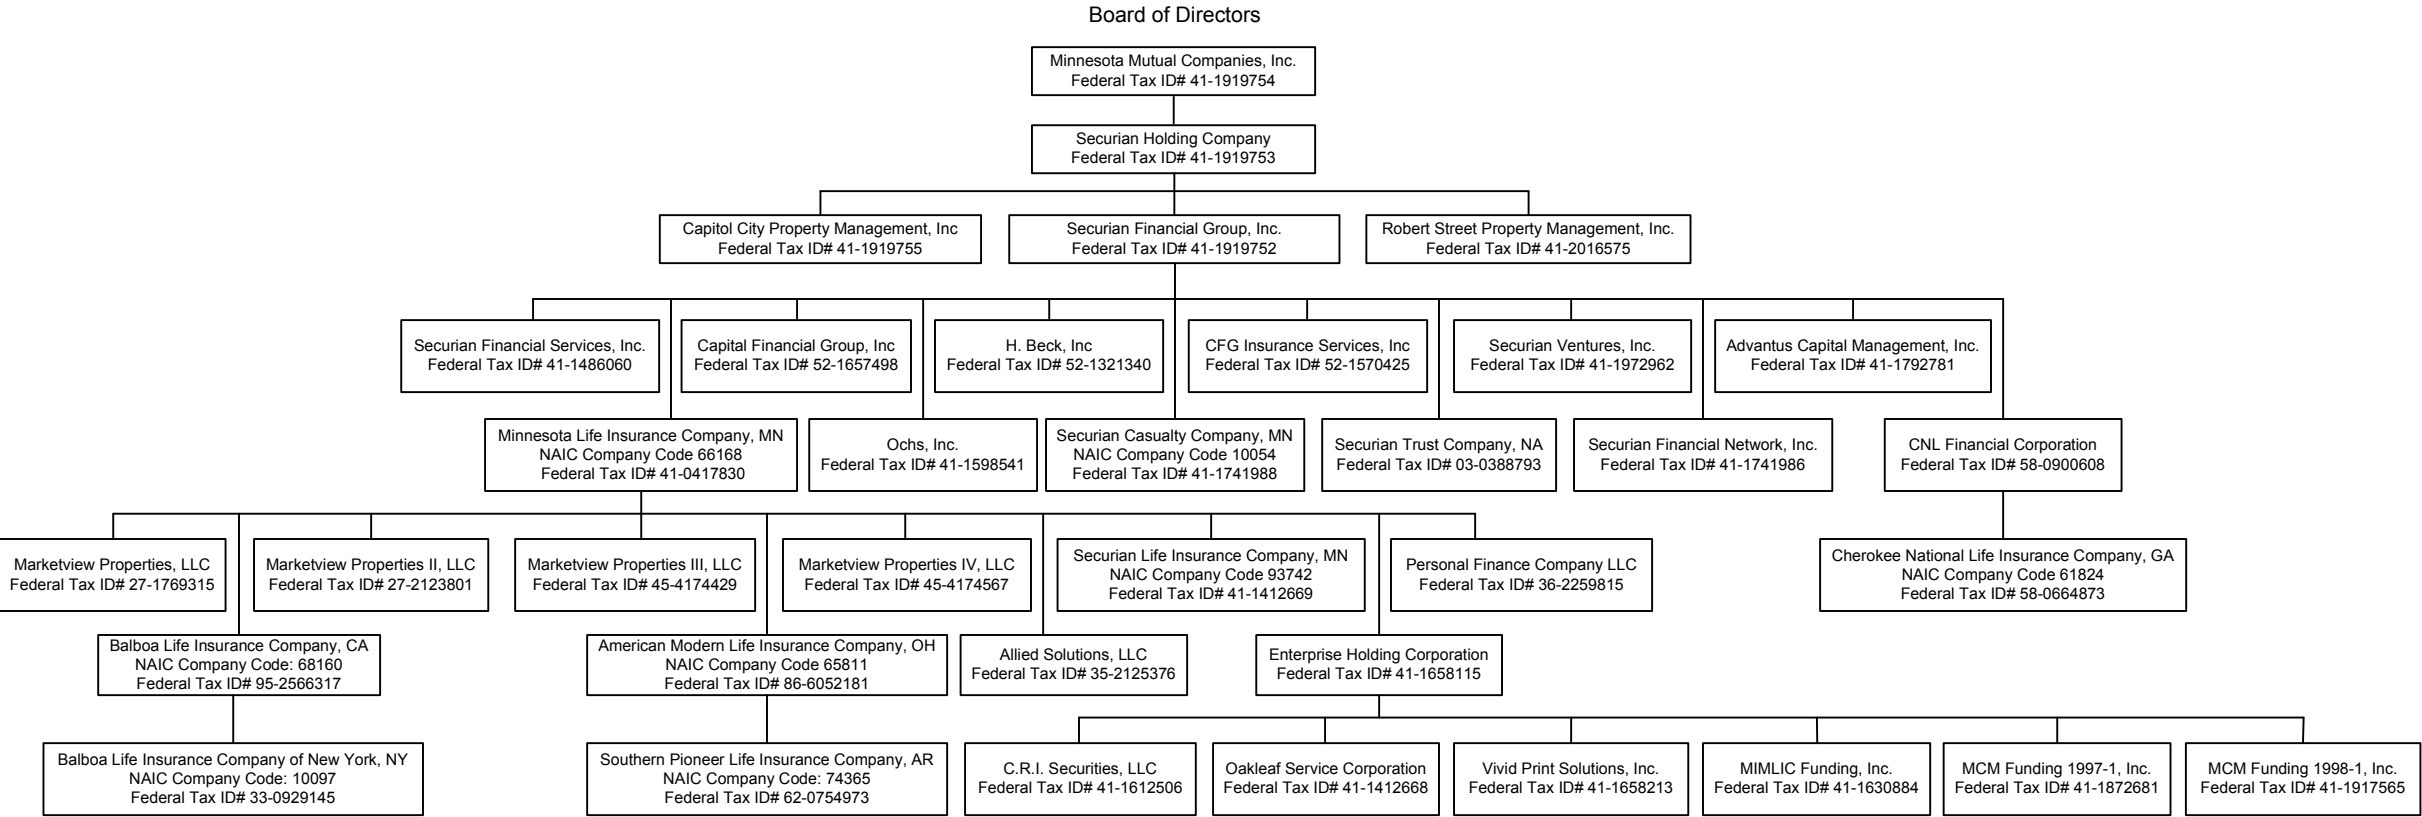 Board of Directors
Minnesota Mutual Companies, Inc.
Federal Tax ID# 41-1919754
Securian Holding Company
Federal Tax ID# 41-1919753
Capitol City Property Management, Inc
Federal Tax ID# 41-1919755
Securian Financial Group, Inc.
Federal Tax ID# 41-1919752
Robert Street Property Management, Inc.
Federal Tax ID# 41-2016575
Securian Financial Services, Inc.
Federal Tax ID# 41-1486060
Capital Financial Group, Inc
Federal Tax ID# 52-1657498
H. Beck, Inc
Federal Tax ID# 52-1321340
CFG Insurance Services, Inc
Federal Tax ID# 52-1570425
Securian Ventures, Inc.
Federal Tax ID# 41-1972962
Advantus Capital Management, Inc.
Federal Tax ID# 41-1792781
Minnesota Life Insurance Company, MN
NAIC Company Code 66168
Federal Tax ID# 41-0417830
Ochs, Inc.
Federal Tax ID# 41-1598541
Securian Casualty Company, MN
NAIC Company Code 10054
Federal Tax ID# 41-1741988
Securian Trust Company, NA
Federal Tax ID# 03-0388793
Securian Financial Network, Inc.
Federal Tax ID# 41-1741986
CNL Financial Corporation
Federal Tax ID# 58-0900608
Marketview Properties, LLC
Federal Tax ID# 27-1769315
Marketview Properties II, LLC
Federal Tax ID# 27-2123801
Marketview Properties III, LLC
Federal Tax ID# 45-4174429
Marketview Properties IV, LLC
Federal Tax ID# 45-4174567
Securian Life Insurance Company, MN
NAIC Company Code 93742
Federal Tax ID# 41-1412669
Personal Finance Company LLC
Federal Tax ID# 36-2259815
Cherokee National Life Insurance Company, GA
NAIC Company Code 61824
Federal Tax ID# 58-0664873
Balboa Life Insurance Company, CA
NAIC Company Code: 68160
Federal Tax ID# 95-2566317
American Modern Life Insurance Company, OH
NAIC Company Code 65811
Federal Tax ID# 86-6052181
Allied Solutions, LLC
Federal Tax ID# 35-2125376
Enterprise Holding Corporation
Federal Tax ID# 41-1658115
Balboa Life Insurance Company of New York, NY
NAIC Company Code: 10097
Federal Tax ID# 33-0929145
Southern Pioneer Life Insurance Company, AR
NAIC Company Code: 74365
Federal Tax ID# 62-0754973
C.R.I. Securities, LLC
Federal Tax ID# 41-1612506
Oakleaf Service Corporation
Federal Tax ID# 41-1412668
Vivid Print Solutions, Inc.
Federal Tax ID# 41-1658213
MIMLIC Funding, Inc.
Federal Tax ID# 41-1630884
MCM Funding 1997-1, Inc.
Federal Tax ID# 41-1872681
MCM Funding 1998-1, Inc.
Federal Tax ID# 41-1917565